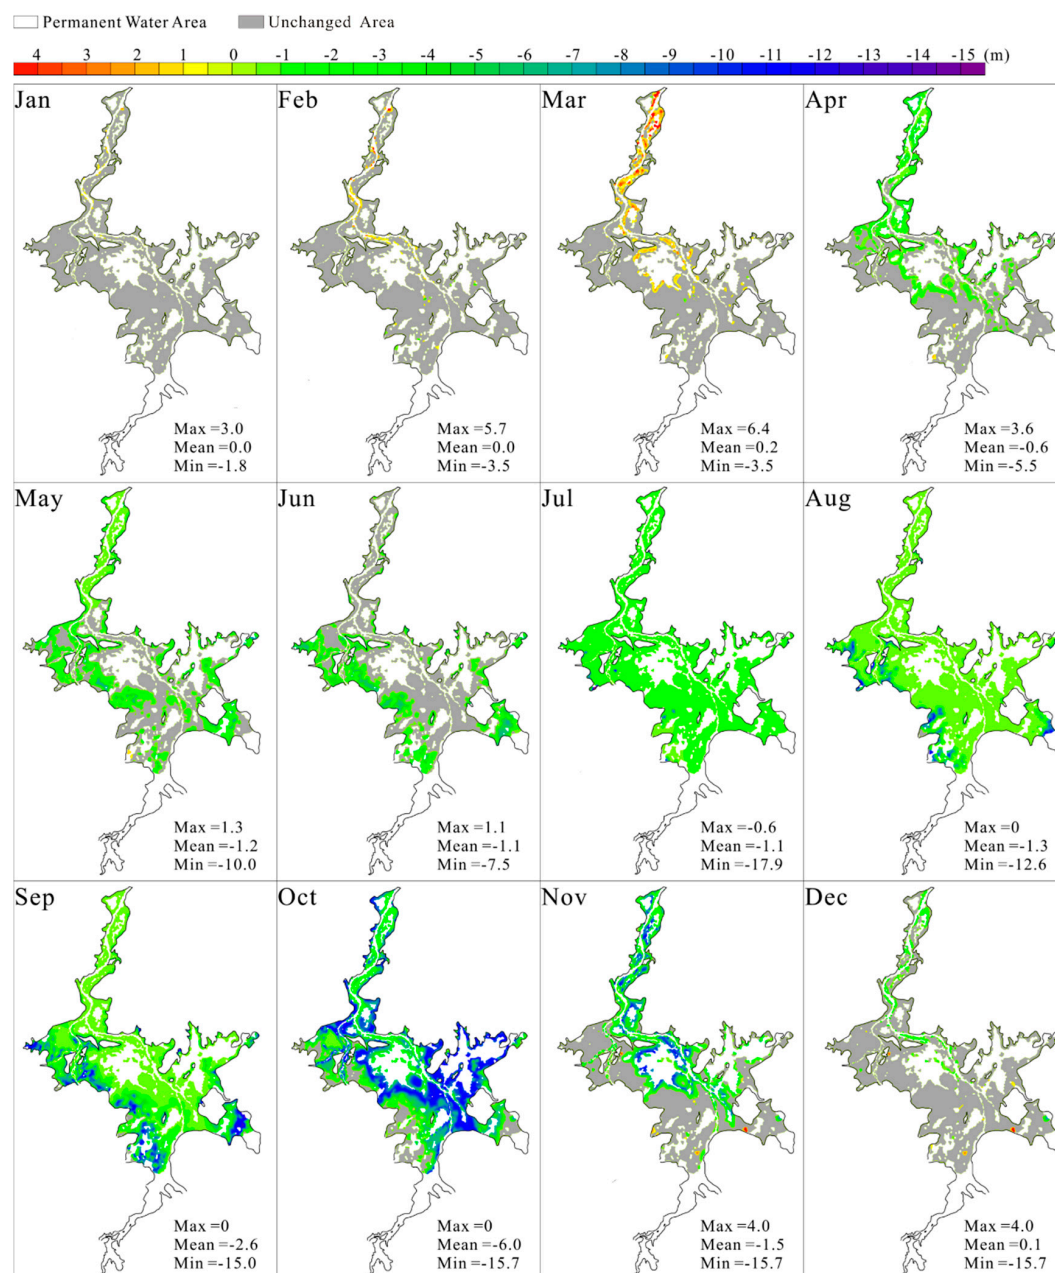 Permanent Water Area Unchanged Area
4 3 2 1 0 -1 -2 -3 -4 -5 -6 -7 -8 -9 -10 -11 -12 -13 -14 -15 (m)
Jan
Max =3.0
Mean =0.0
Min =-1.8
Feb
Max =5.7
Mean =0.0
Min =-3.5
Mar
Max =6.4
Mean =0.2
Min =-3.5
Apr
Max =3.6
Mean =-0.6
Min =-5.5
May
Max =1.3
Mean =-1.2
Min =-10.0
Jun
Max =1.1
Mean =-1.1
Min =-7.5
Jul
Max =-0.6
Mean =-1.1
Min =-17.9
Aug
Max =0
Mean =-1.3
Min =-12.6
Sep
Max =0
Mean =-2.6
Min =-15.0
Oct
Max =0
Mean =-6.0
Min =-15.7
Nov
Max =4.0
Mean =-1.5
Min =-15.7
Dec
Max =4.0
Mean =0.1
Min =-15.7